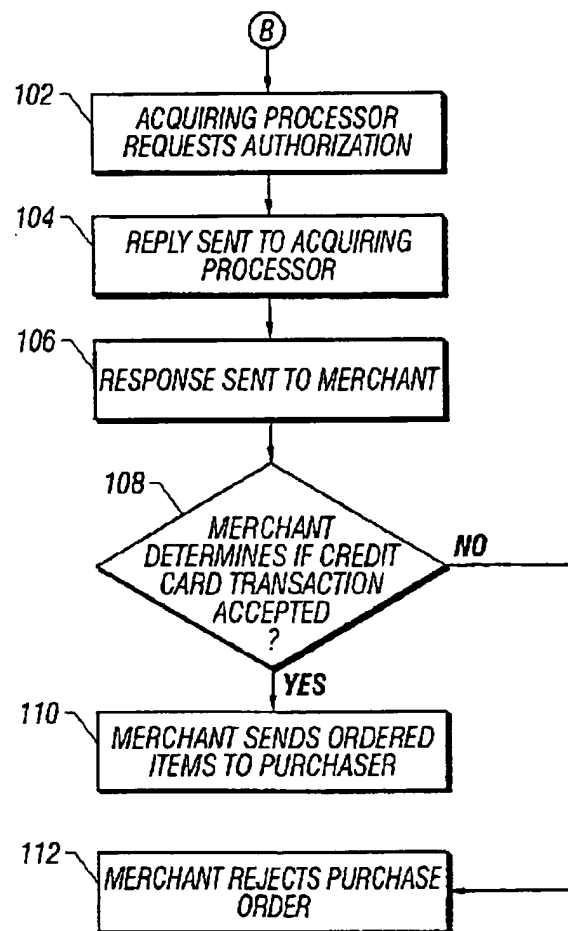 B
102
ACQUIRING PROCESSOR
REQUESTS AUTHORIZATION
104
REPLY SENT TO ACQUIRING
PROCESSOR
106
RESPONSE SENT TO MERCHANT
108
MERCHANT
DETERMINES IF CREDIT
CARD TRANSACTION
ACCEPTED
?
NO
YES
110
MERCHANT SENDS ORDERED
ITEMS TO PURCHASER
112
MERCHANT REJECTS PURCHASE
ORDER